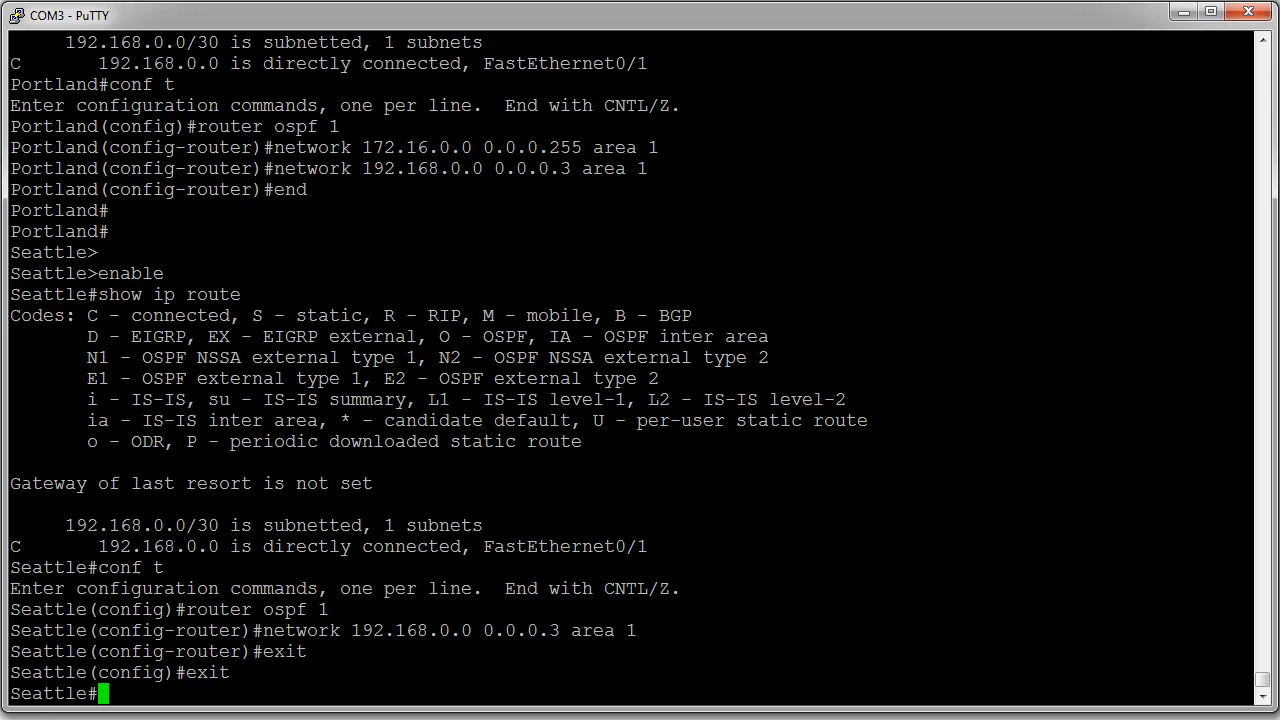 COM3 - PuTTY
192.168.0.0/30 is subnetted, 1 subnets
C       192.168.0.0 is directly connected, FastEthernet0/1
Portland#conf t
Enter configuration commands, one per line.  End with CNTL/Z.
Portland(config)#router ospf 1
Portland(config-router)#network 172.16.0.0 0.0.0.255 area 1
Portland(config-router)#network 192.168.0.0 0.0.0.3 area 1
Portland(config-router)#end
Portland#
Portland#
Seattle>
Seattle>enable
Seattle#show ip route
Codes: C - connected, S - static, R - RIP, M - mobile, B - BGP
       D - EIGRP, EX - EIGRP external, O - OSPF, IA - OSPF inter area
       N1 - OSPF NSSA external type 1, N2 - OSPF NSSA external type 2
       E1 - OSPF external type 1, E2 - OSPF external type 2
       i - IS-IS, su - IS-IS summary, L1 - IS-IS level-1, L2 - IS-IS level-2
       ia - IS-IS inter area, * - candidate default, U - per-user static route
       o - ODR, P - periodic downloaded static route
Gateway of last resort is not set
     192.168.0.0/30 is subnetted, 1 subnets
C       192.168.0.0 is directly connected, FastEthernet0/1
Seattle#conf t
Enter configuration commands, one per line.  End with CNTL/Z.
Seattle(config)#router ospf 1
Seattle(config-router)#network 192.168.0.0 0.0.0.3 area 1
Seattle(config-router)#exit
Seattle(config)#exit
Seattle#